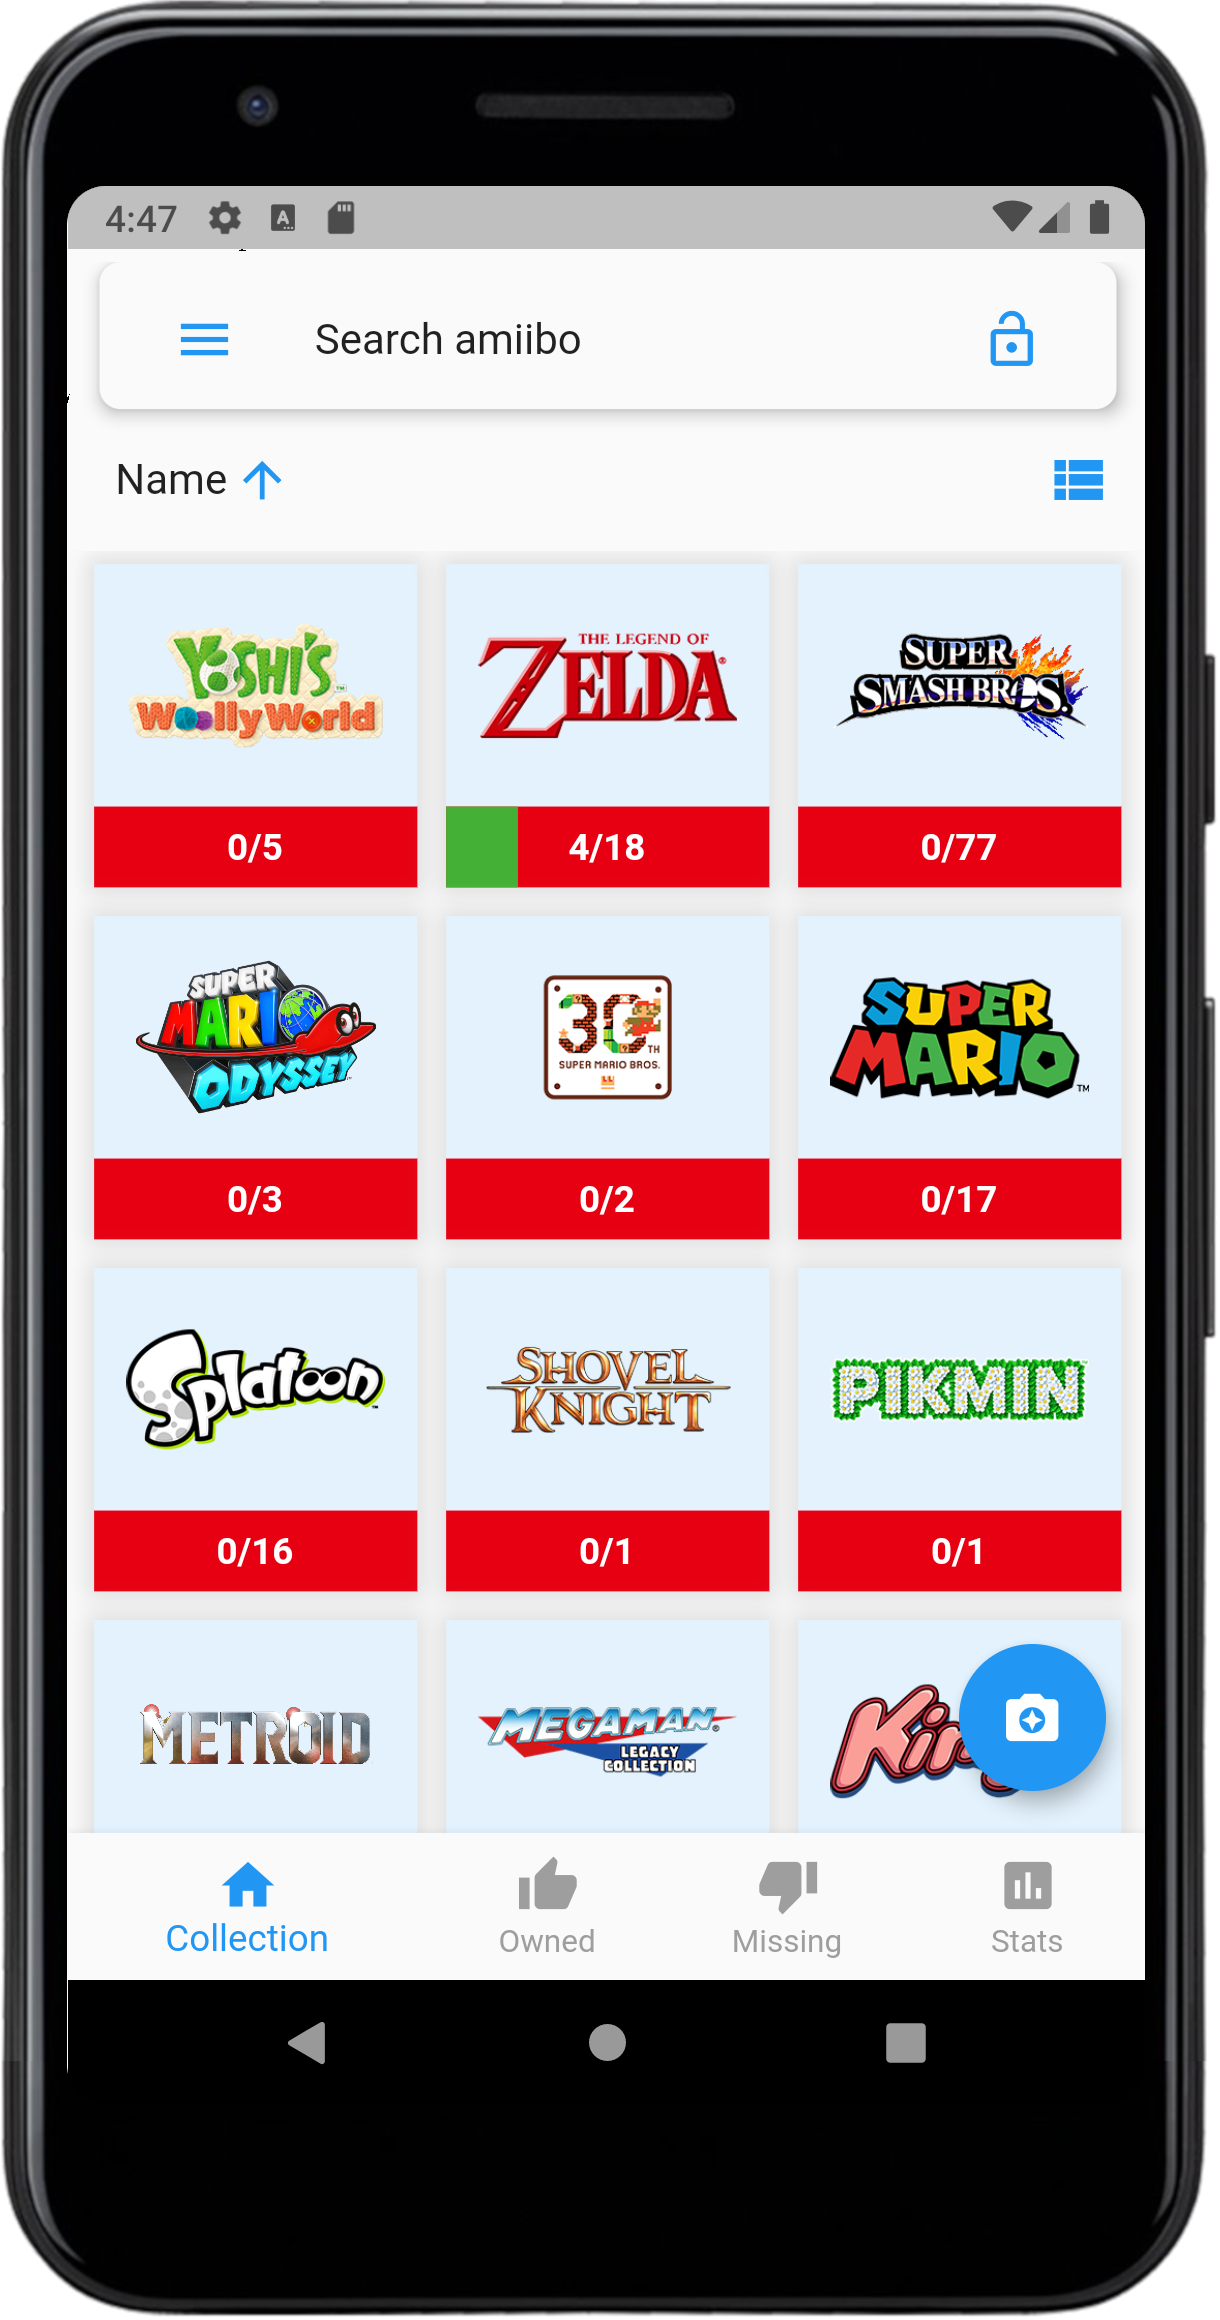 4:47
Search amiibo
Name
YOSHI'S
Woolly World
THE LEGEND OF
ZELDA
SUPER
SMASH BROS.
0/5
4/18
0/77
SUPER
MARIO
ODYSSEY
30TH
SUPER MARIO BROS.
SUPER
MARIO
TM
0/3
0/2
0/17
Splatoon
SHOVEL
KNIGHT
PIKMIN
0/16
0/1
0/1
METROID
MEGAMAN
LEGACY
COLLECTION
Collection
Owned
Missing
Stats